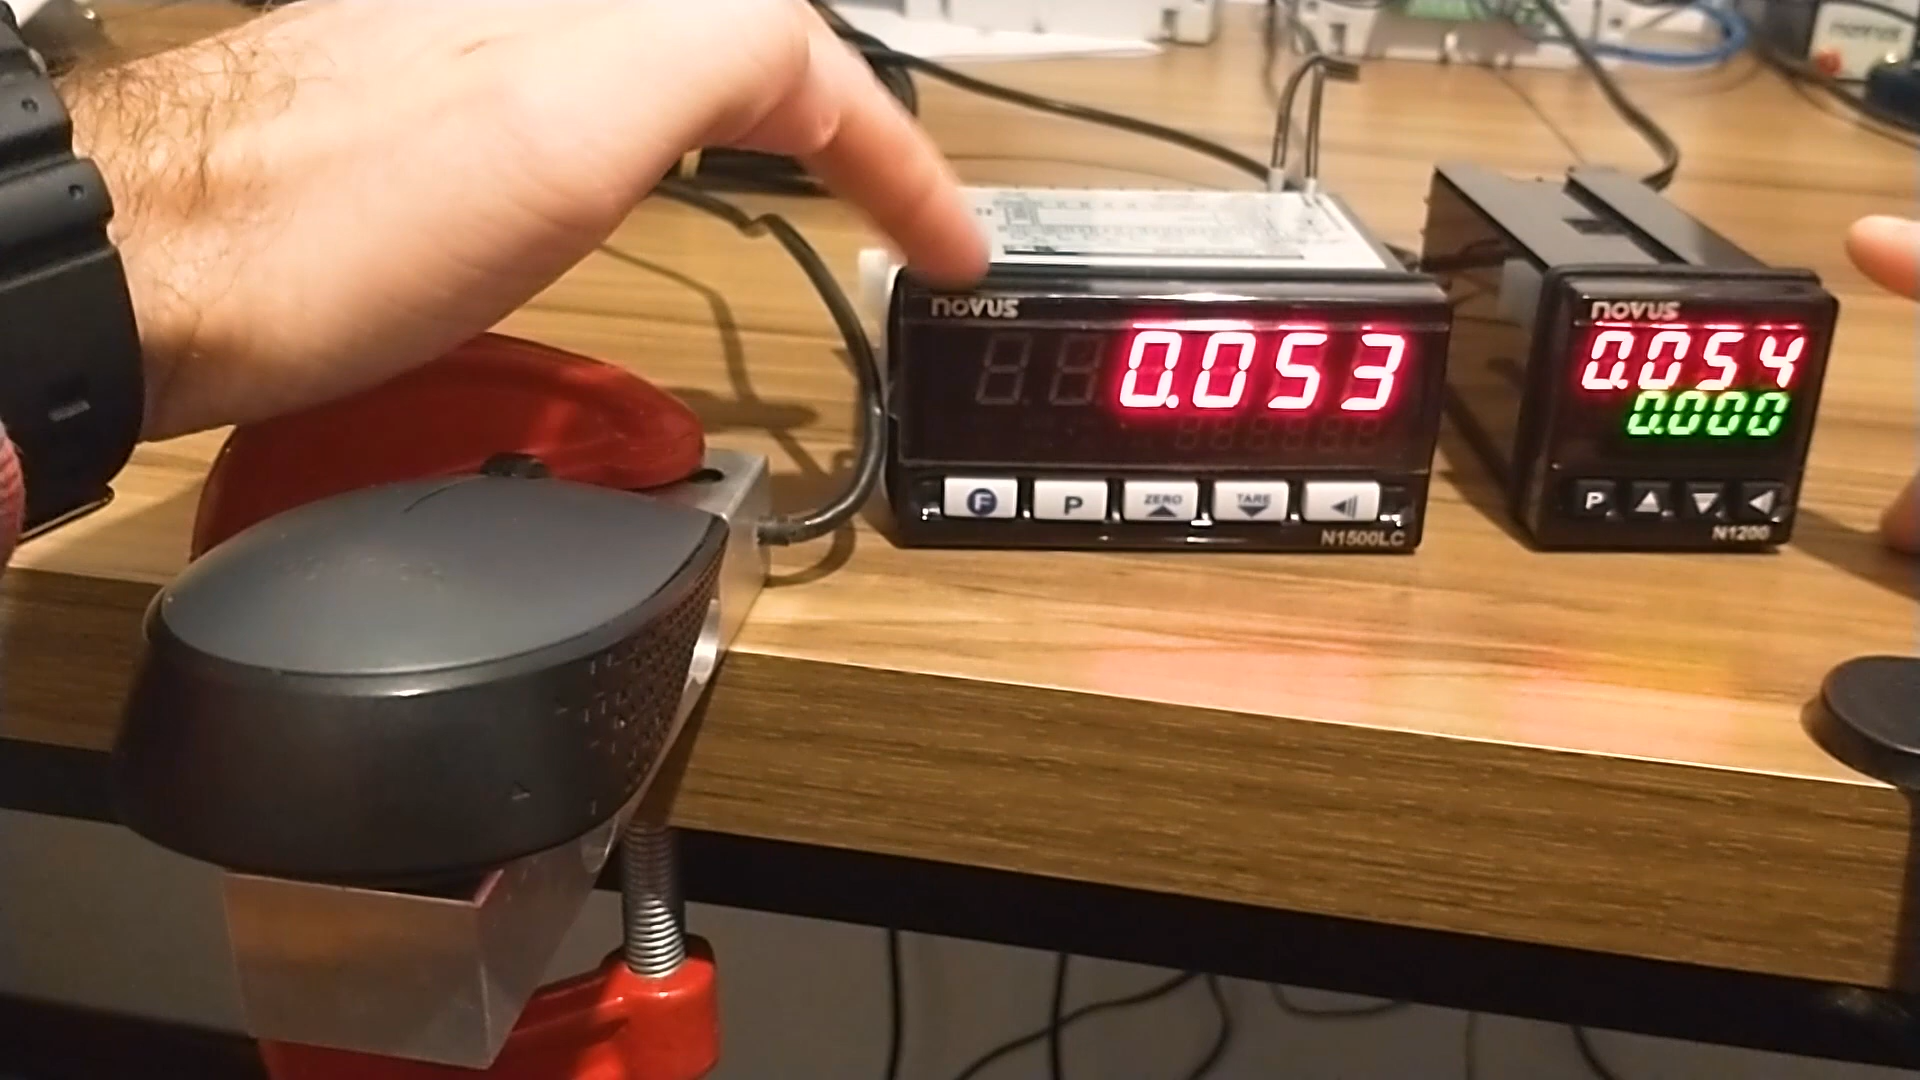 novus
0.053
F
P
ZERO
TARE
N1500LC
novus
0.054
0.000
P
N1200